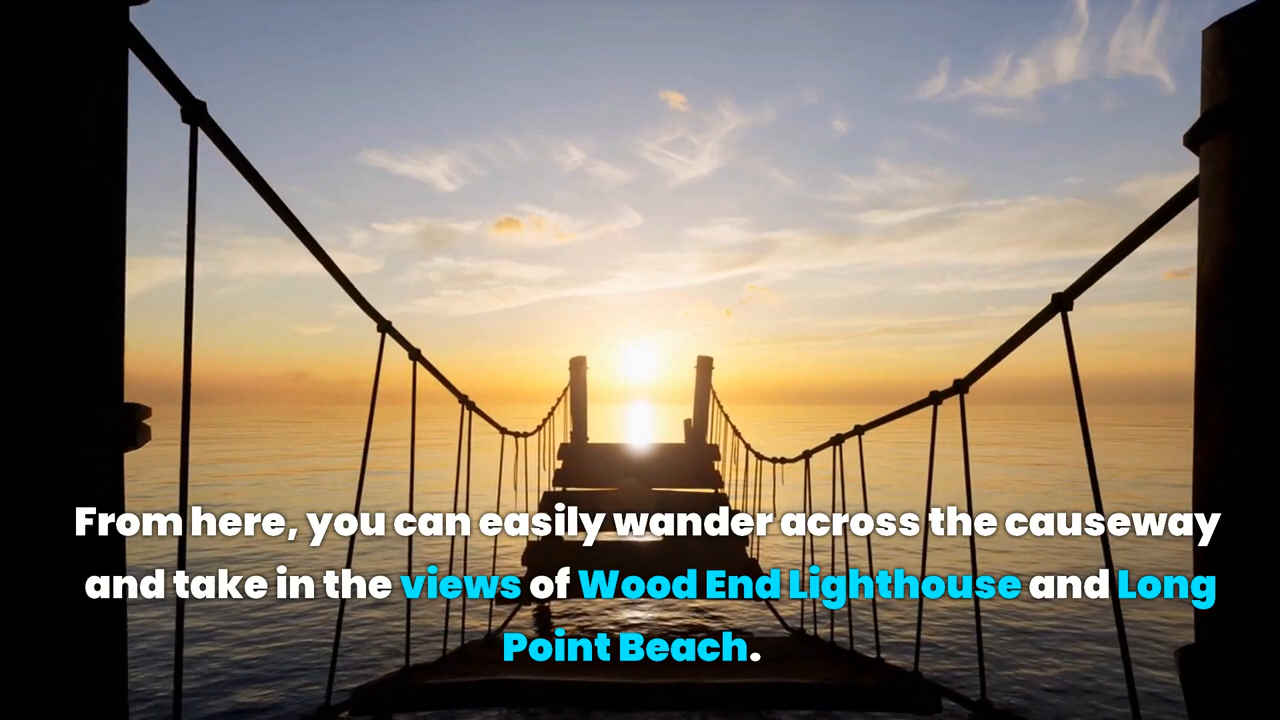 From here, you can easily wander across the causeway
and take in the views of Wood End Lighthouse and Long
Point Beach.